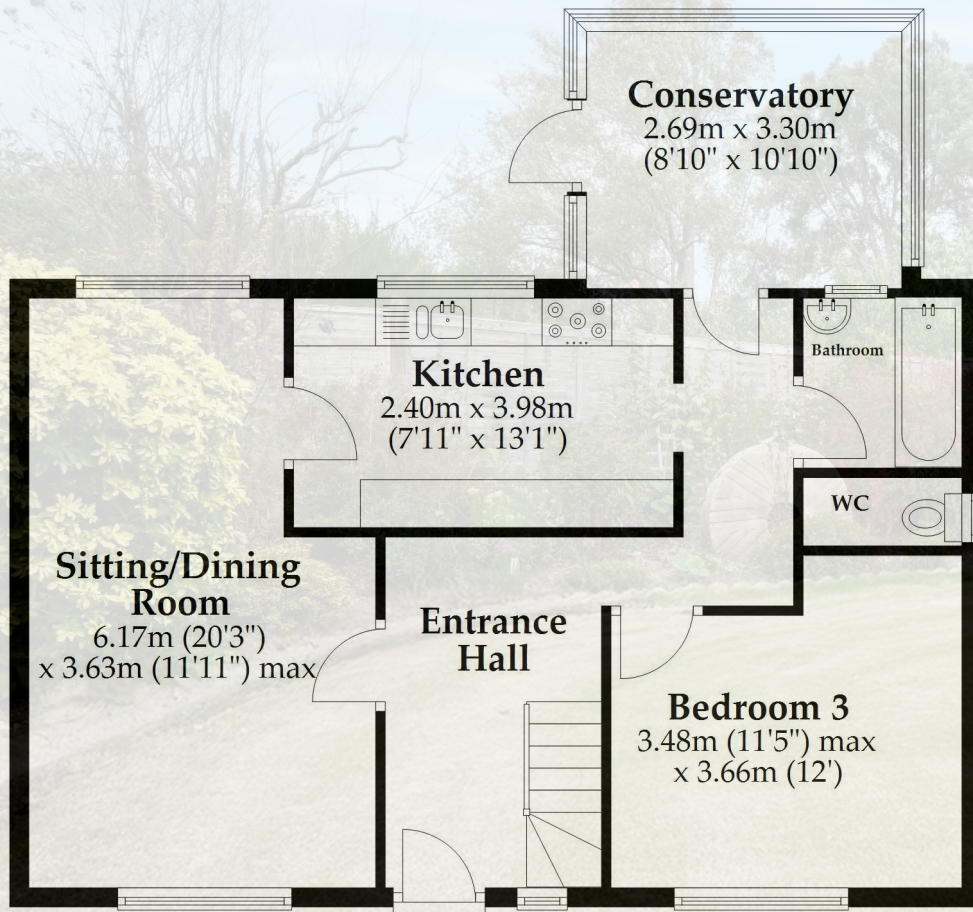 Conservatory
2.69m x 3.30m
(8'10" x 10'10")
Kitchen
2.40m x 3.98m
(7'11" x 13'1")
Bathroom
WC
Sitting/Dining
Room
6.17m (20'3")
x 3.63m (11'11") max
Entrance
Hall
Bedroom 3
3.48m (11'5") max
x 3.66m (12')